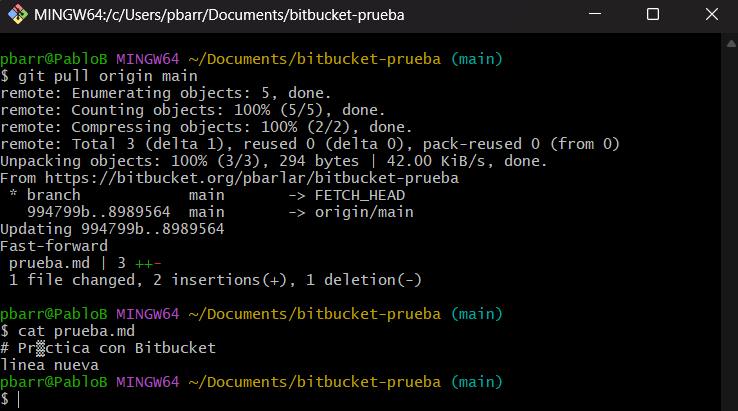 MINGW64:/c/Users/pbarr/Documents/bitbucket-prueba
pbarr@PabloB MINGW64 ~/Documents/bitbucket-prueba (main)
$ git pull origin main
remote: Enumerating objects: 5, done.
remote: Counting objects: 100% (5/5), done.
remote: Compressing objects: 100% (2/2), done.
remote: Total 3 (delta 1), reused 0 (delta 0), pack-reused 0 (from 0)
Unpacking objects: 100% (3/3), 294 bytes | 42.00 KiB/s, done.
From https://bitbucket.org/pbarlar/bitbucket-prueba
 * branch            main       -> FETCH_HEAD
   994799b..8989564  main       -> origin/main
Updating 994799b..8989564
Fast-forward
 prueba.md | 3 ++-
 1 file changed, 2 insertions(+), 1 deletion(-)
pbarr@PabloB MINGW64 ~/Documents/bitbucket-prueba (main)
$ cat prueba.md
# Pr▒ctica con Bitbucket
linea nueva
pbarr@PabloB MINGW64 ~/Documents/bitbucket-prueba (main)
$